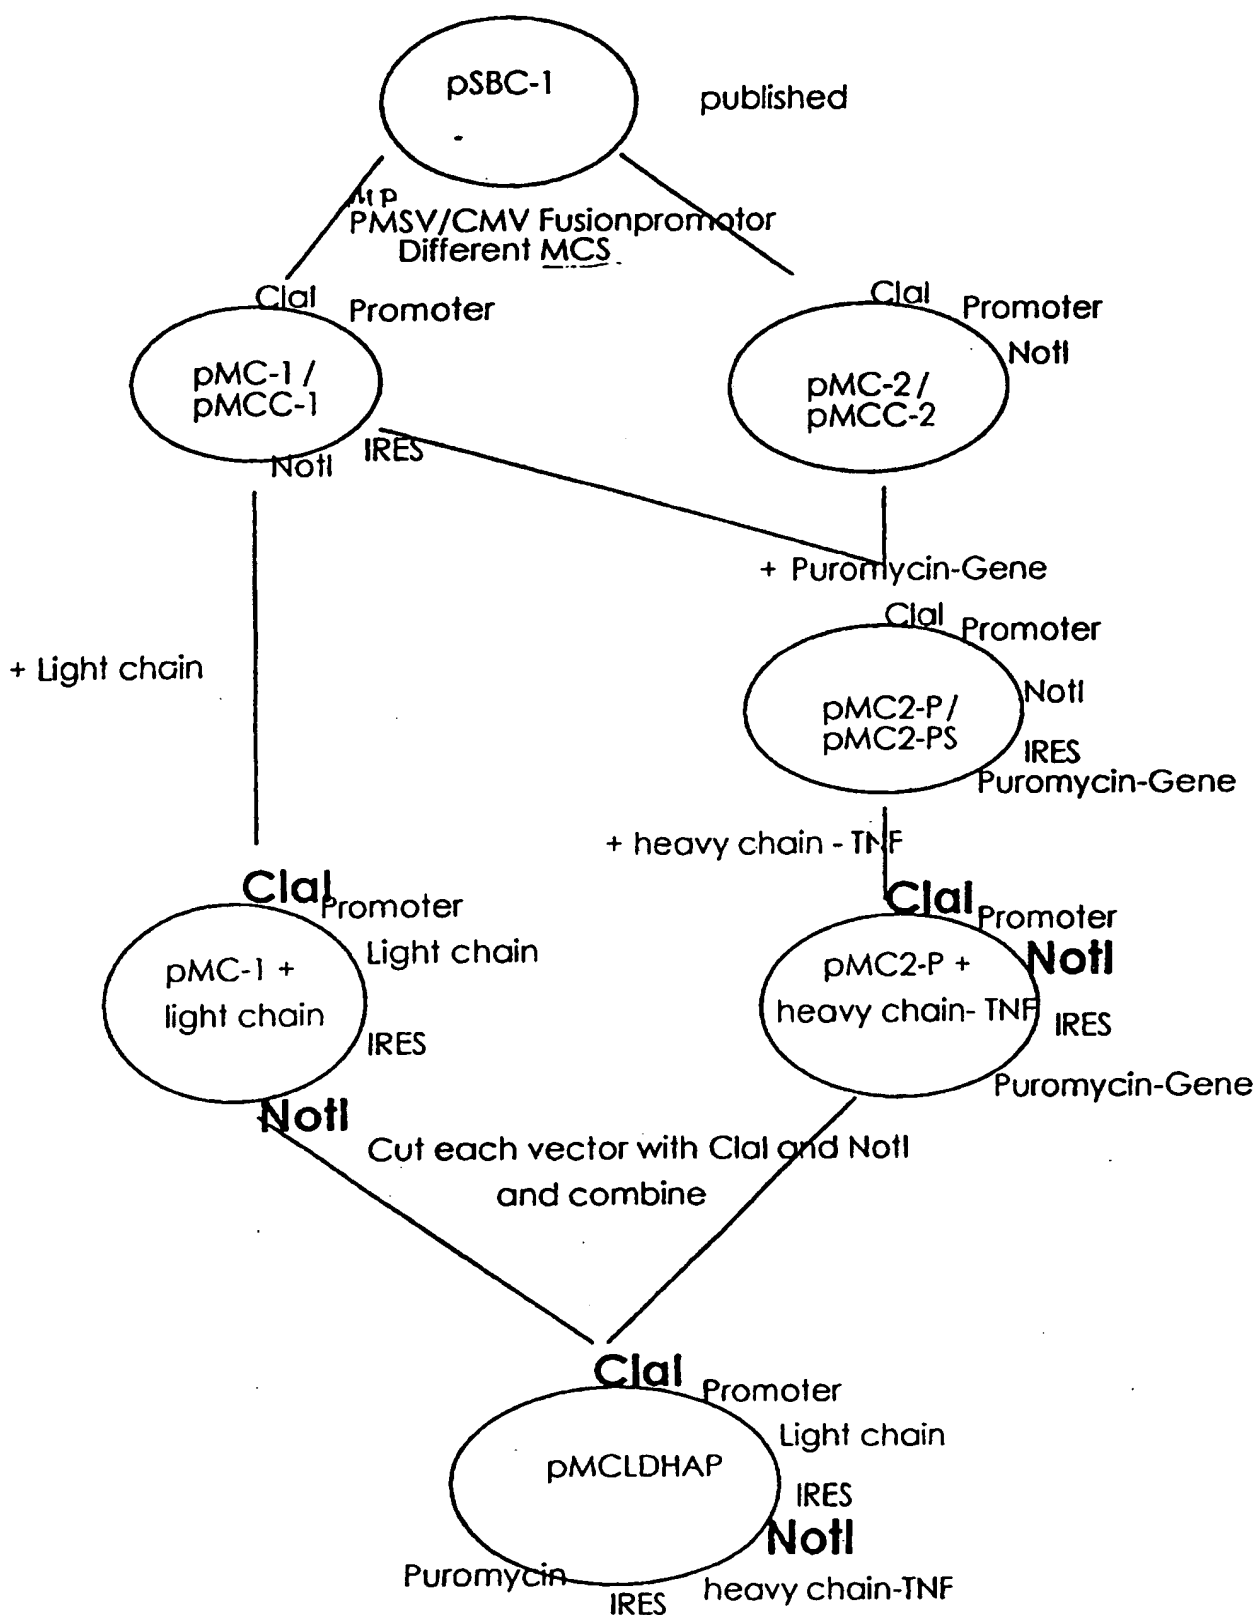 pSBC-1
published
MP
PMSV/CMV Fusionpromotor
Different MCS
ClaI
Promoter
pMC-1 /
pMCC-1
IRES
NotI
ClaI
Promoter
NotI
pMC-2 /
pMCC-2
+ Puromycin-Gene
ClaI
Promoter
NotI
pMC2-P /
pMC2-PS
IRES
Puromycin-Gene
+ Light chain
+ heavy chain - TNF
ClaI
Promoter
Light chain
pMC-1 +
light chain
IRES
NotI
ClaI
Promoter
NotI
pMC2-P +
heavy chain- TNF
IRES
Puromycin-Gene
Cut each vector with ClaI and NotI
and combine
ClaI
Promoter
Light chain
pMCLDHAP
IRES
NotI
Puromycin
IRES
heavy chain-TNF